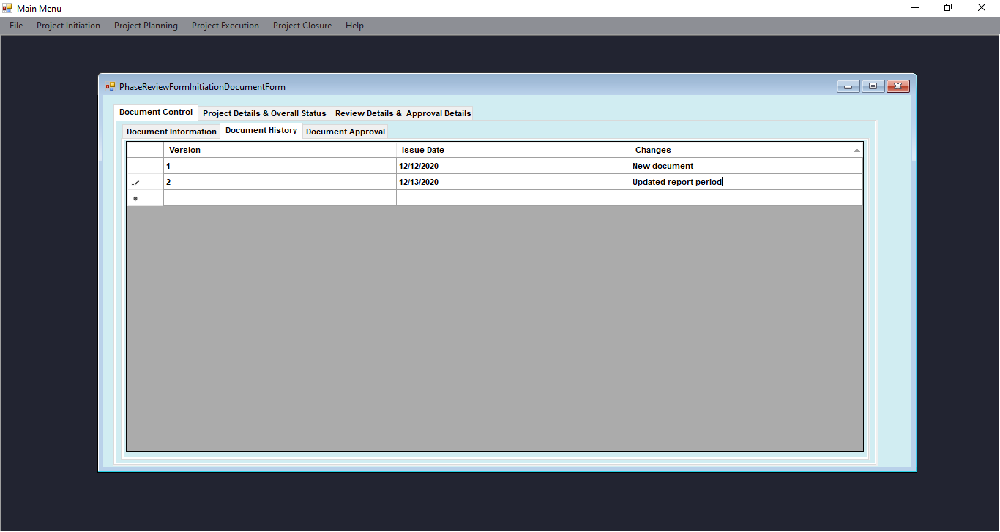 Main Menu
File Project Initiation Project Planning Project Execution Project Closure Help
PhaseReviewFormInitiationDocumentForm
Document Control Project Details & Overall Status Review Details & Approval Details
Document Information Document History Document Approval
Version Issue Date Changes
1 12/12/2020 New document
2 12/13/2020 Updated report period